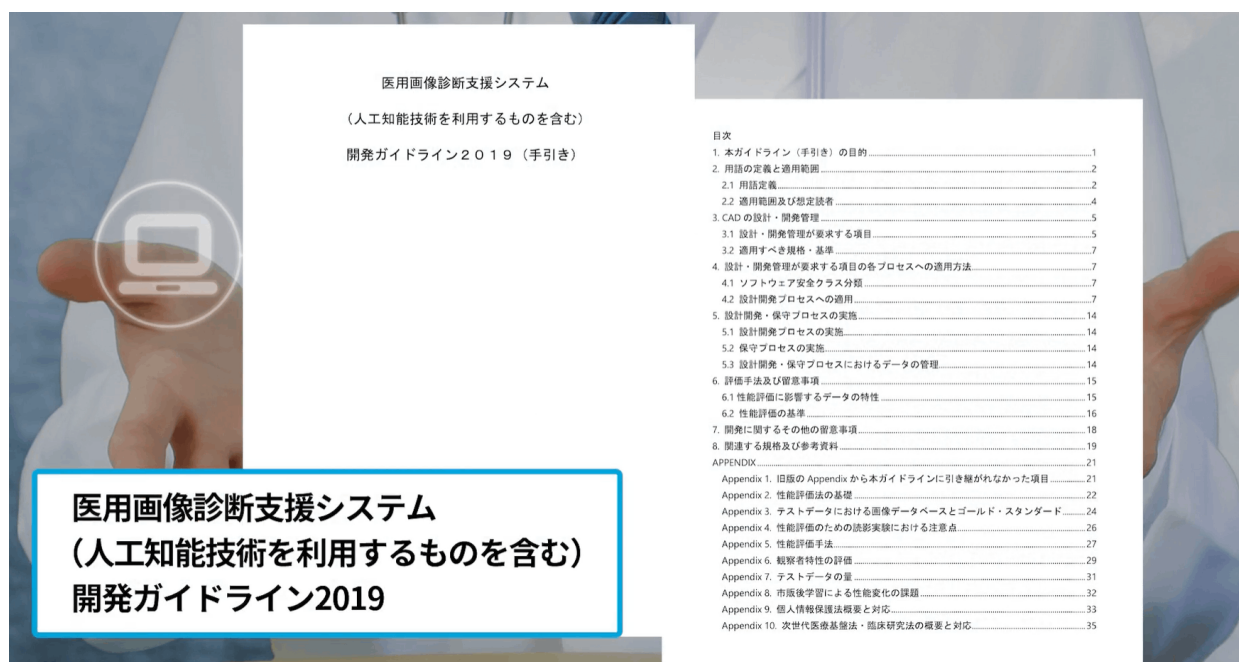 医用画像診断支援システム
（人工知能技術を利用するものを含む）
開発ガイドライン２０１９（手引き）
目次
1. 本ガイドライン（手引き）の目的 1
2. 用語の定義と適用範囲 2
2.1 用語定義 2
2.2 適用範囲及び想定読者 4
3. CAD の設計・開発管理 5
3.1 設計・開発管理が要求する項目 5
3.2 適用すべき規格・基準 7
4. 設計・開発管理が要求する項目の各プロセスへの適用方法 7
4.1 ソフトウェア安全クラス分類 7
4.2 設計開発プロセスへの適用 7
5. 設計開発・保守プロセスの実施 14
5.1 設計開発プロセスの実施 14
5.2 保守プロセスの実施 14
5.3 設計開発・保守プロセスにおけるデータの管理 14
6. 評価手法及び留意事項 15
6.1 性能評価に影響するデータの特性 15
6.2 性能評価の基準 16
7. 開発に関するその他の留意事項 18
8. 関連する規格及び参考資料 19
APPENDIX 21
Appendix 1. 旧版の Appendix から本ガイドラインに引き継がれなかった項目 21
Appendix 2. 性能評価法の基礎 22
Appendix 3. テストデータにおける画像データベースとゴールド・スタンダード 24
Appendix 4. 性能評価のための読影実験における注意点 26
Appendix 5. 性能評価手法 27
Appendix 6. 観察者特性の評価 29
Appendix 7. テストデータの量 31
Appendix 8. 市販後学習による性能変化の課題 32
Appendix 9. 個人情報保護法概要と対応 33
Appendix 10. 次世代医療基盤法・臨床研究法の概要と対応 35
医用画像診断支援システム
（人工知能技術を利用するものを含む）
開発ガイドライン2019